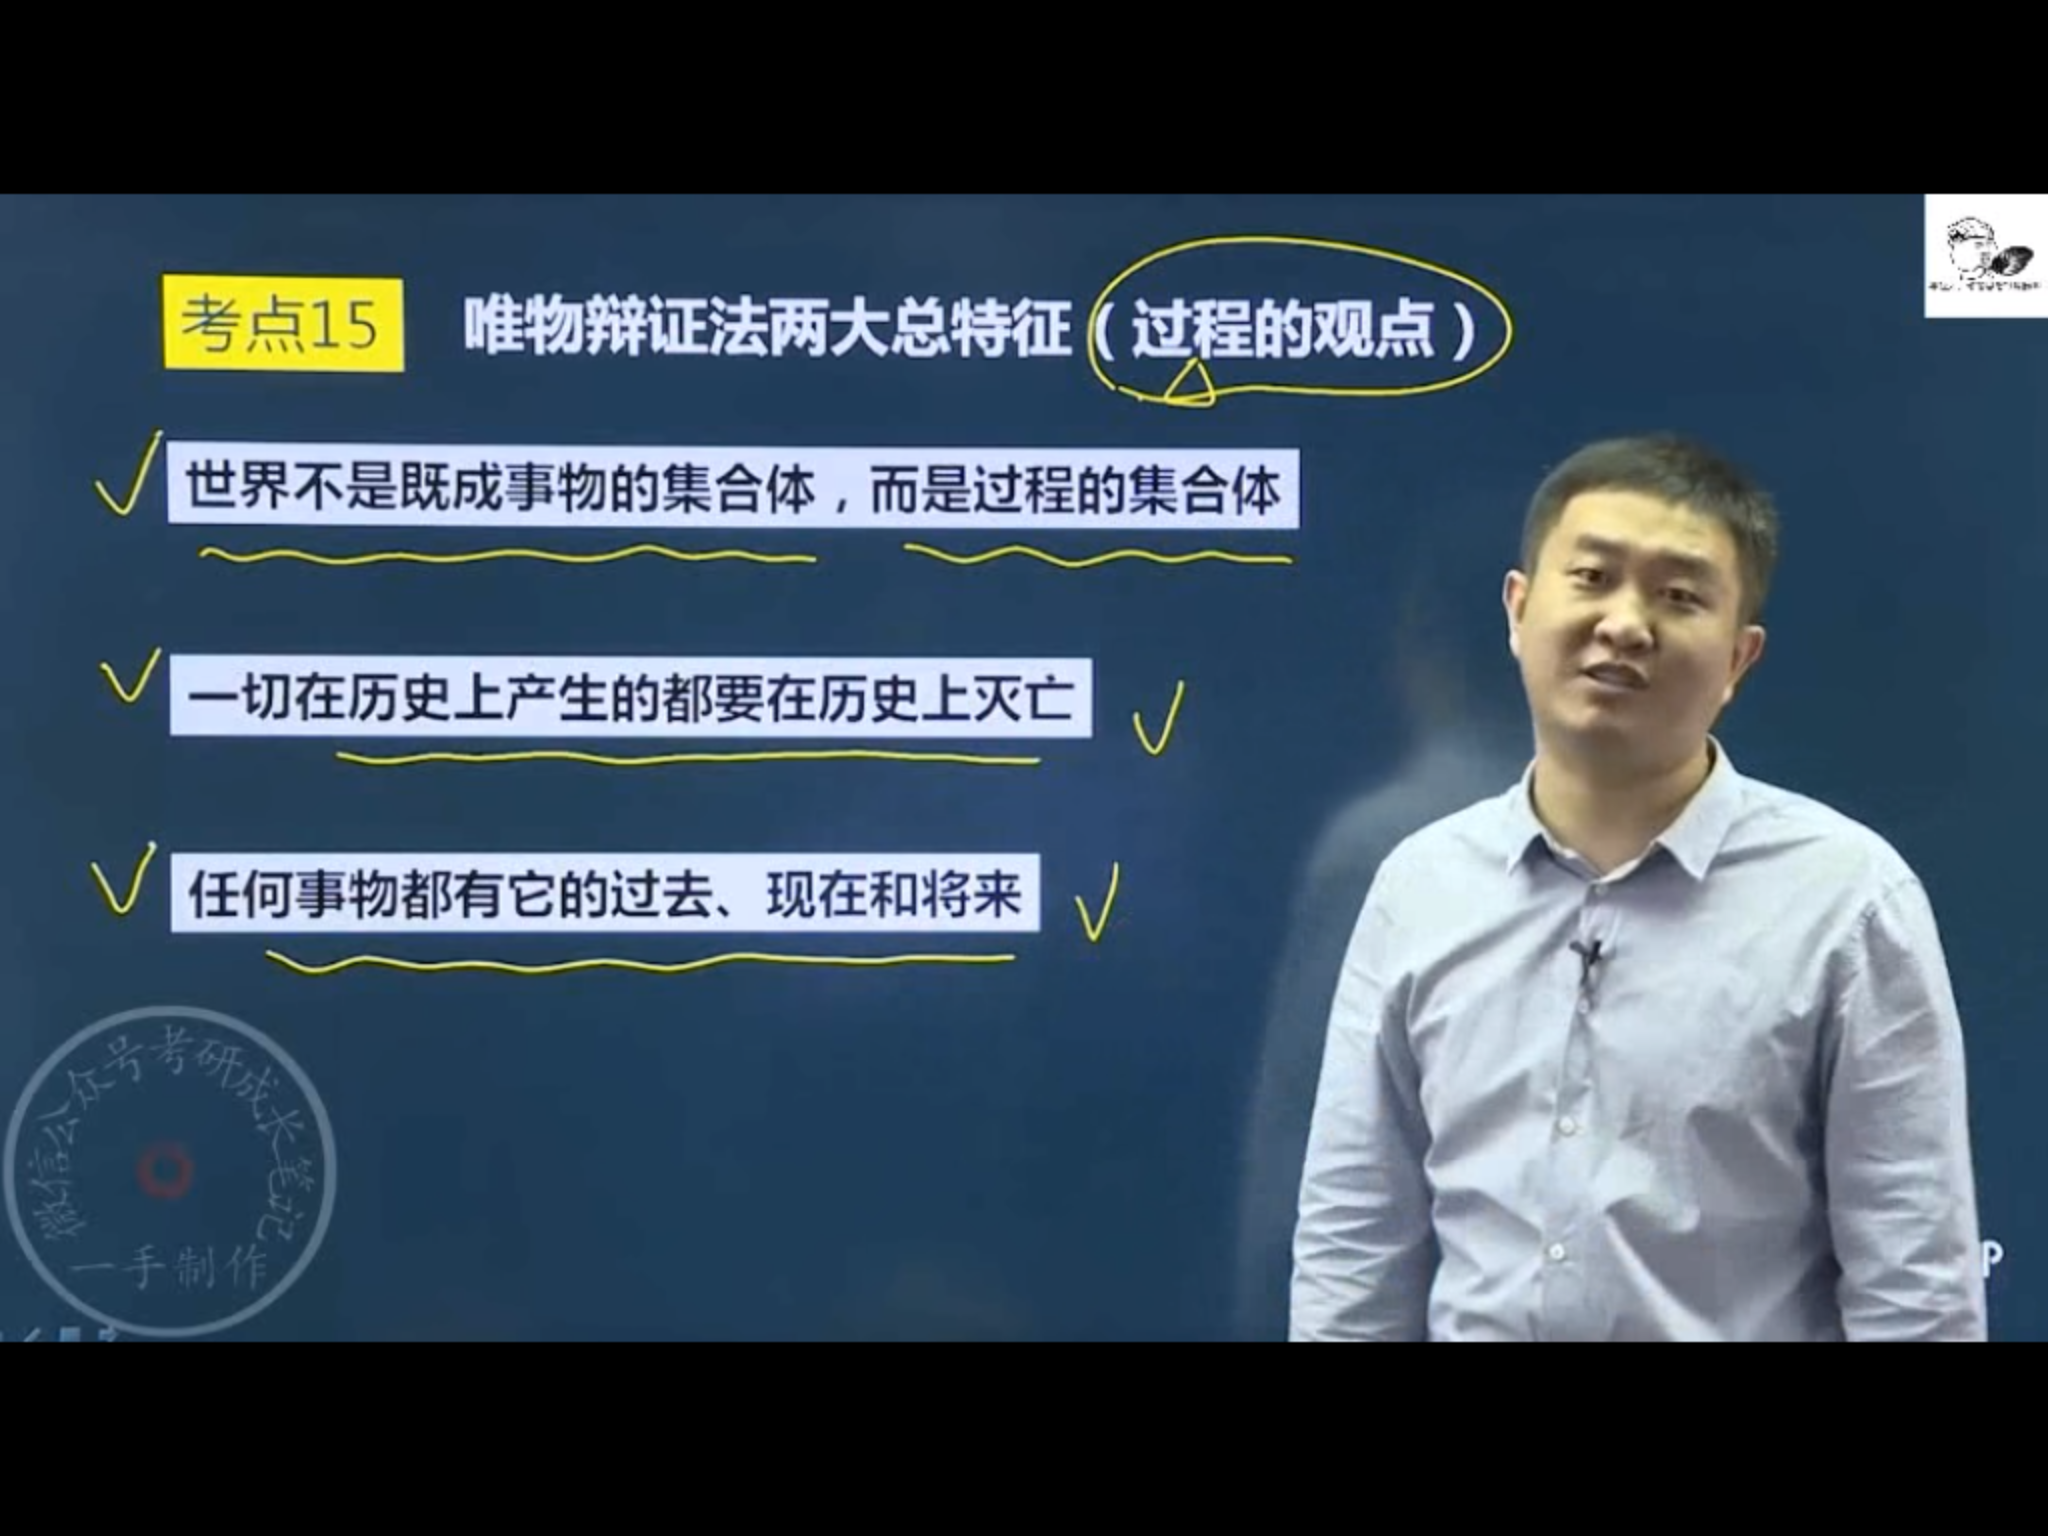 考点15 唯物辩证法两大总特征（过程的观点）
世界不是既成事物的集合体，而是过程的集合体
一切在历史上产生的都要在历史上灭亡
任何事物都有它的过去、现在和将来
微信公众号考研成长笔记
一手制作